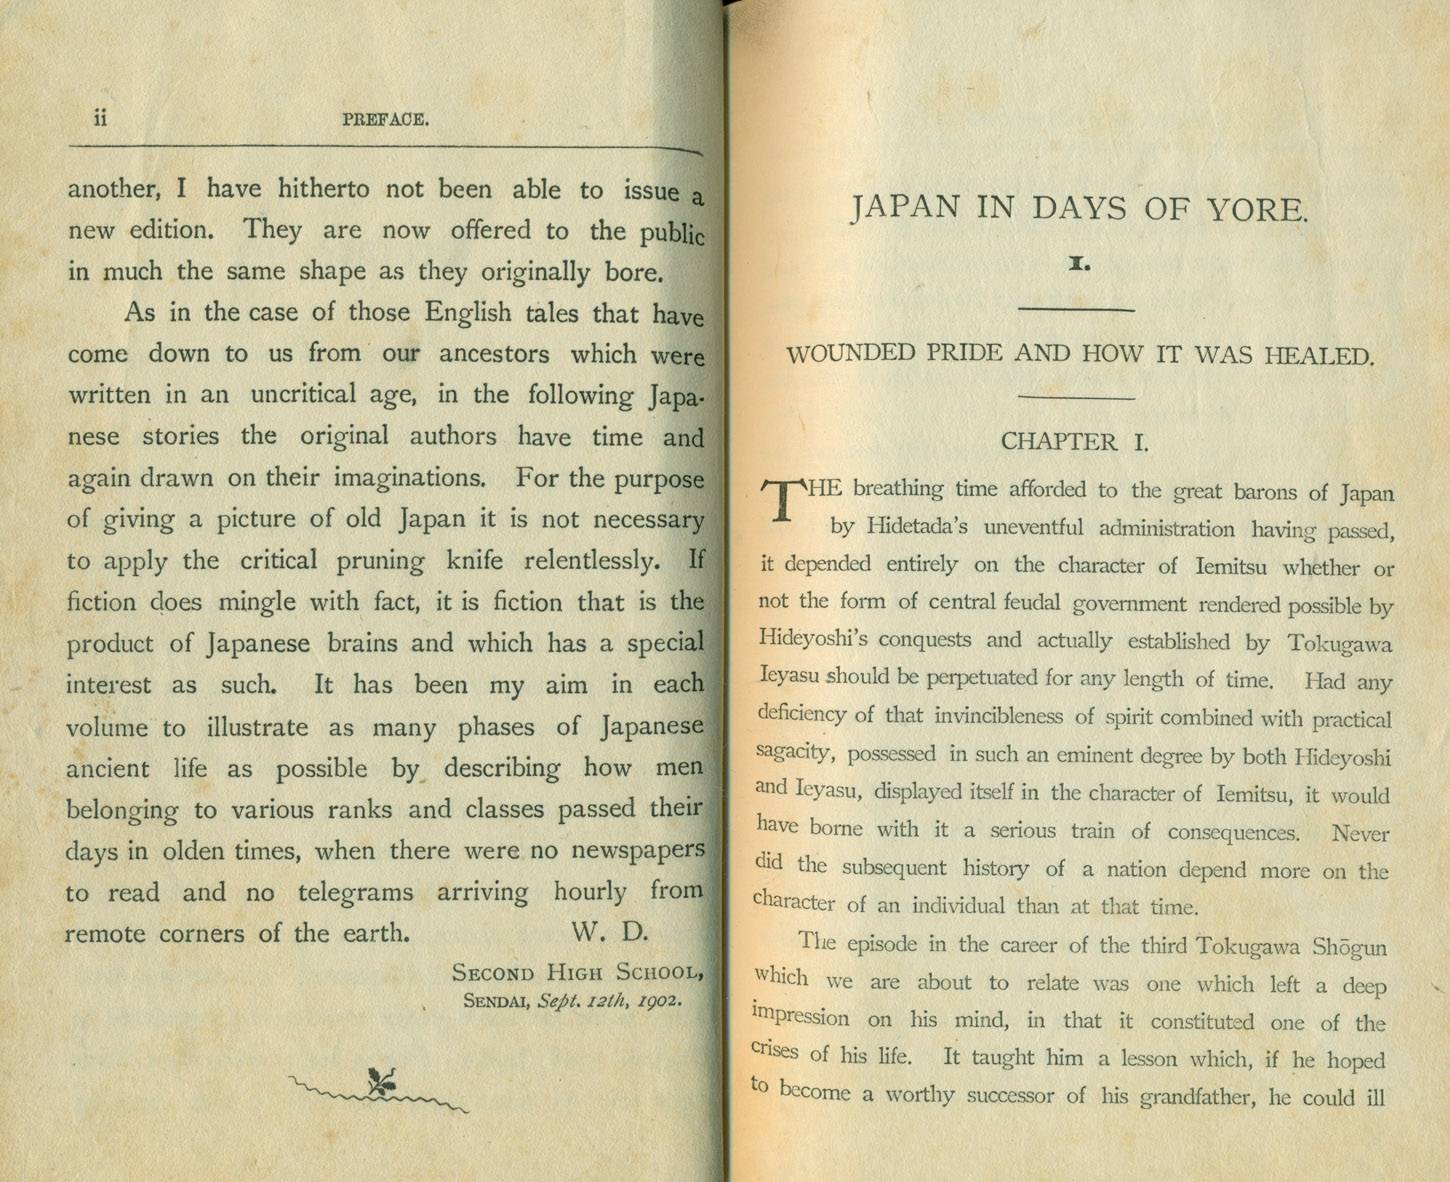 ii PREFACE.
another, I have hitherto not been able to issue a
new edition. They are now offered to the public
in much the same shape as they originally bore.
As in the case of those English tales that have
come down to us from our ancestors which were
written in an uncritical age, in the following Japa-
nese stories the original authors have time and
again drawn on their imaginations. For the purpose
of giving a picture of old Japan it is not necessary
to apply the critical pruning knife relentlessly. If
fiction does mingle with fact, it is fiction that is the
product of Japanese brains and which has a special
interest as such. It has been my aim in each
volume to illustrate as many phases of Japanese
ancient life as possible by describing how men
belonging to various ranks and classes passed their
days in olden times, when there were no newspapers
to read and no telegrams arriving hourly from
remote corners of the earth. W. D.
SECOND HIGH SCHOOL,
SENDAI, Sept. 12th, 1902.
JAPAN IN DAYS OF YORE.
I.
WOUNDED PRIDE AND HOW IT WAS HEALED.
CHAPTER I.
THE breathing time afforded to the great barons of Japan
by Hidetada's uneventful administration having passed,
it depended entirely on the character of Iemitsu whether or
not the form of central feudal government rendered possible by
Hideyoshi's conquests and actually established by Tokugawa
Ieyasu should be perpetuated for any length of time. Had any
deficiency of that invincibleness of spirit combined with practical
sagacity, possessed in such an eminent degree by both Hideyoshi
and Ieyasu, displayed itself in the character of Iemitsu, it would
have borne with it a serious train of consequences. Never
did the subsequent history of a nation depend more on the
character of an individual than at that time.
The episode in the career of the third Tokugawa Shōgun
which we are about to relate was one which left a deep
impression on his mind, in that it constituted one of the
crises of his life. It taught him a lesson which, if he hoped
to become a worthy successor of his grandfather, he could ill